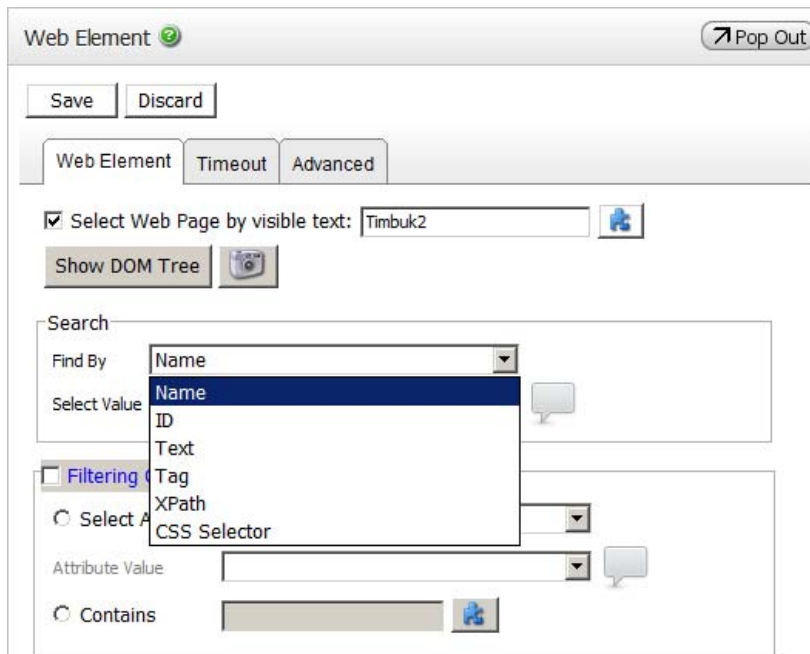 Web Element
Pop Out
Save Discard
Web Element Timeout Advanced
Select Web Page by visible text: Timbuk2
Show DOM Tree
Search
Find By Name
Name
Select Value
ID
Text
Filtering
Tag
XPath
Select A
CSS Selector
Attribute Value
Contains